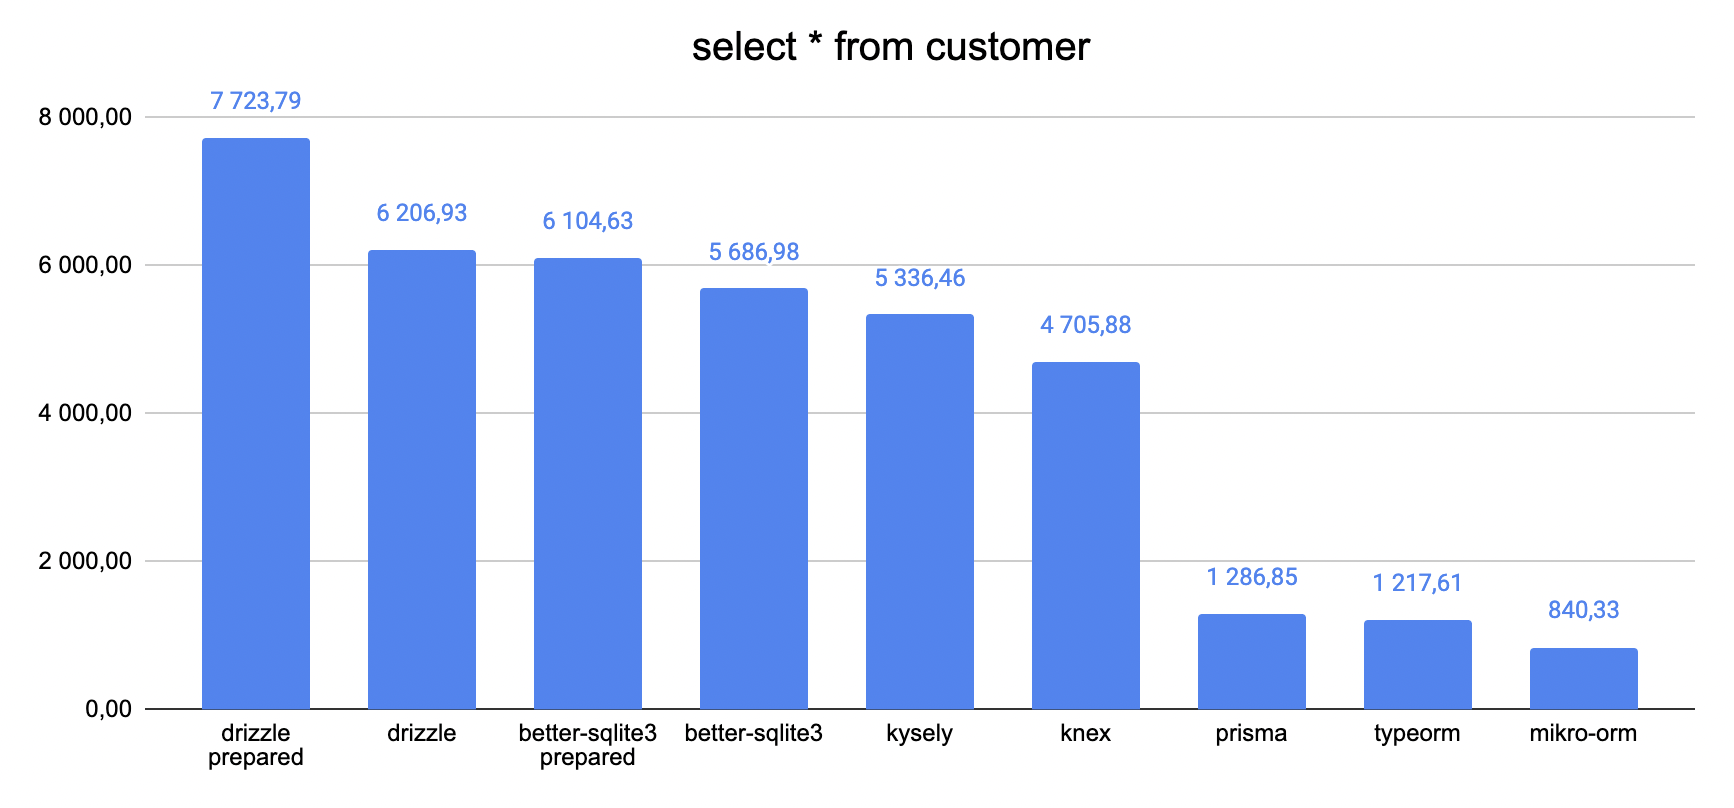 select * from customer
8 000,00
6 000,00
4 000,00
2 000,00
0,00
7 723,79
6 206,93
6 104,63
5 686,98
5 336,46
4 705,88
1 286,85
1 217,61
840,33
drizzle
prepared
drizzle
better-sqlite3
prepared
better-sqlite3
kysely
knex
prisma
typeorm
mikro-orm